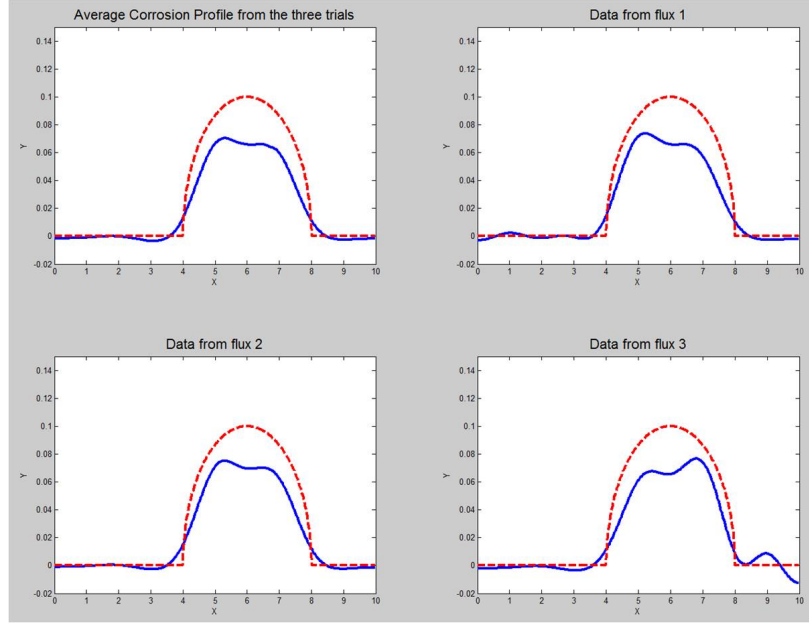 Average Corrosion Profile from the three trials
0.14
0.12
0.1
0.08
0.06
0.04
0.02
0
-0.02
Y
0 1 2 3 4 5 6 7 8 9 10
X
Data from flux 1
0.14
0.12
0.1
0.08
0.06
0.04
0.02
0
-0.02
Y
0 1 2 3 4 5 6 7 8 9 10
X
Data from flux 2
0.14
0.12
0.1
0.08
0.06
0.04
0.02
0
-0.02
Y
0 1 2 3 4 5 6 7 8 9 10
X
Data from flux 3
0.14
0.12
0.1
0.08
0.06
0.04
0.02
0
-0.02
Y
0 1 2 3 4 5 6 7 8 9 10
X